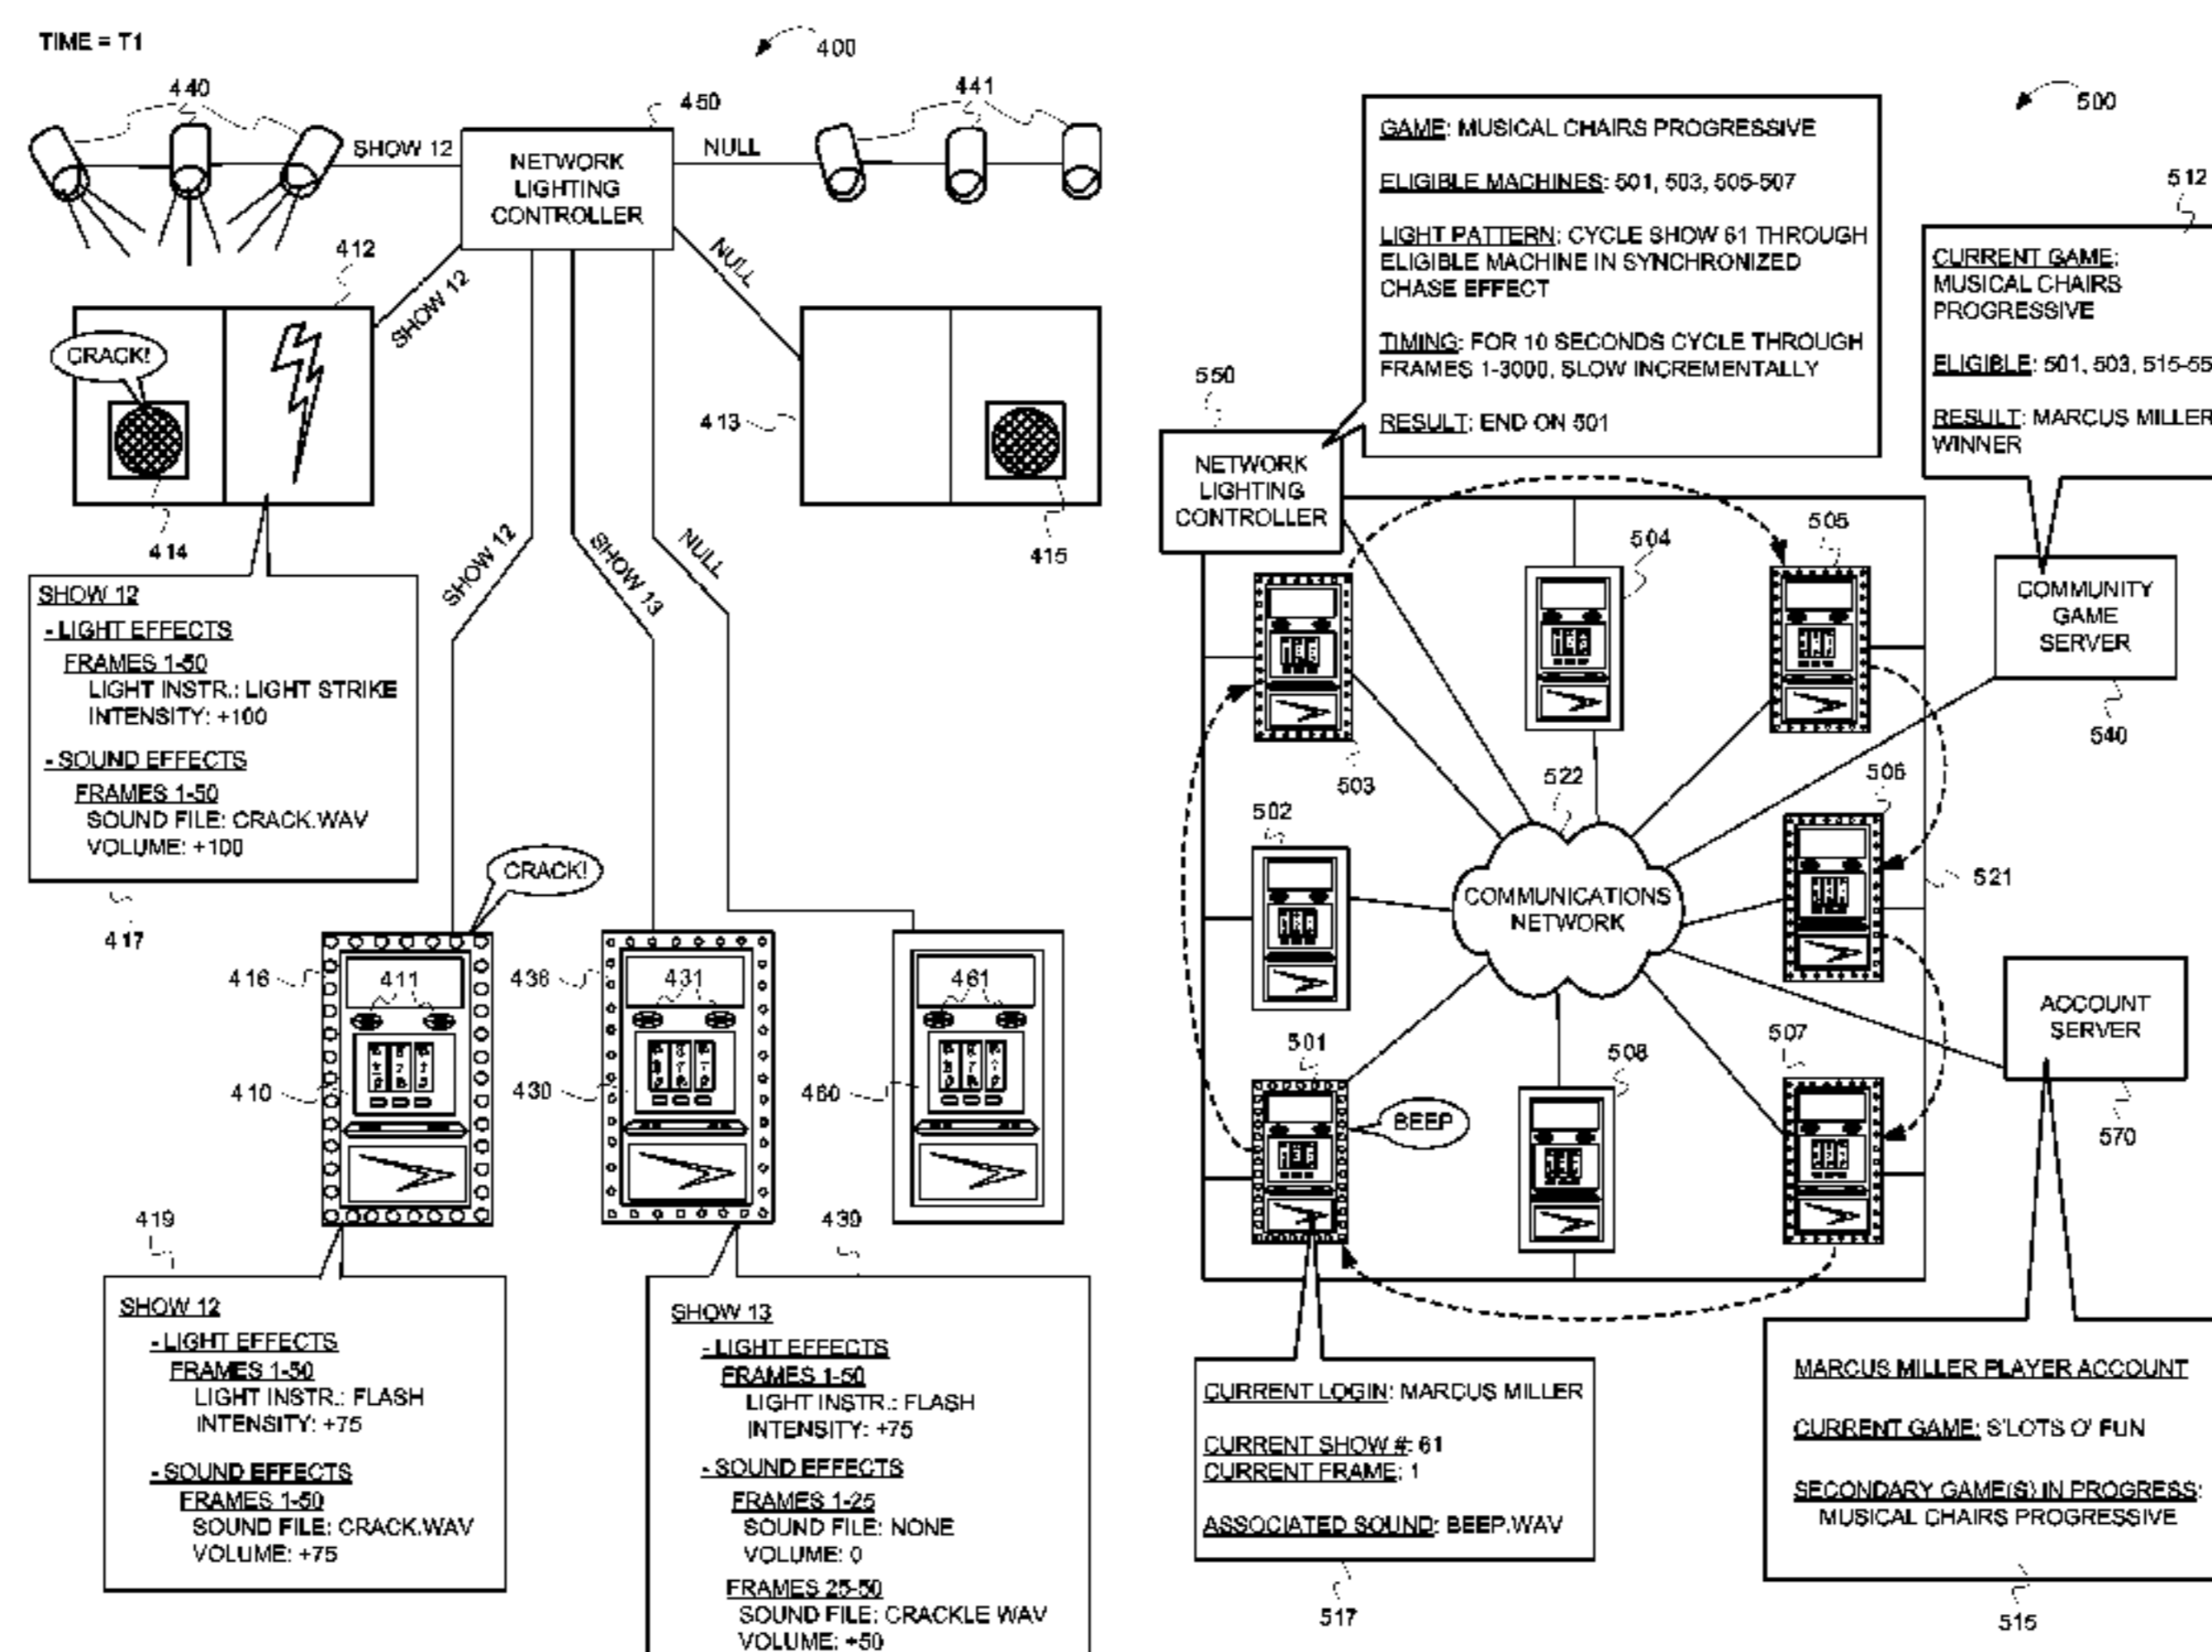 TIME = T1
400
440
441
450
SHOW 12
NETWORK
LIGHTING
CONTROLLER
NULL
412
SHOW 12
NULL
CRACK!
413
414
415
SHOW 12
- LIGHT EFFECTS
FRAMES 1-50
LIGHT INSTR.: LIGHT STRIKE
INTENSITY: +100
- SOUND EFFECTS
FRAMES 1-50
SOUND FILE: CRACK.WAV
VOLUME: +100
417
SHOW 12
SHOW 13
NULL
CRACK!
416
411
436
431
461
410
430
460
419
439
SHOW 12
- LIGHT EFFECTS
FRAMES 1-50
LIGHT INSTR.: FLASH
INTENSITY: +75
- SOUND EFFECTS
FRAMES 1-50
SOUND FILE: CRACK.WAV
VOLUME: +75
SHOW 13
- LIGHT EFFECTS
FRAMES 1-50
LIGHT INSTR.: FLASH
INTENSITY: +75
- SOUND EFFECTS
FRAMES 1-25
SOUND FILE: NONE
VOLUME: 0
FRAMES 25-50
SOUND FILE: CRACKLE WAV
VOLUME: +50
500
GAME: MUSICAL CHAIRS PROGRESSIVE
ELIGIBLE MACHINES: 501, 503, 505-507
LIGHT PATTERN: CYCLE SHOW 61 THROUGH
ELIGIBLE MACHINE IN SYNCHRONIZED
CHASE EFFECT
TIMING: FOR 10 SECONDS CYCLE THROUGH
FRAMES 1-3000, SLOW INCREMENTALLY
RESULT: END ON 501
512
CURRENT GAME:
MUSICAL CHAIRS
PROGRESSIVE
ELIGIBLE: 501, 503, 515-55
RESULT: MARCUS MILLER
WINNER
550
NETWORK
LIGHTING
CONTROLLER
504
505
COMMUNITY
GAME
SERVER
540
503
522
506
502
COMMUNICATIONS
NETWORK
521
501
508
507
BEEP
ACCOUNT
SERVER
570
CURRENT LOGIN: MARCUS MILLER
CURRENT SHOW #: 61
CURRENT FRAME: 1
ASSOCIATED SOUND: BEEP.WAV
517
MARCUS MILLER PLAYER ACCOUNT
CURRENT GAME: S'LOTS O' FUN
SECONDARY GAME(S) IN PROGRESS:
MUSICAL CHAIRS PROGRESSIVE
515